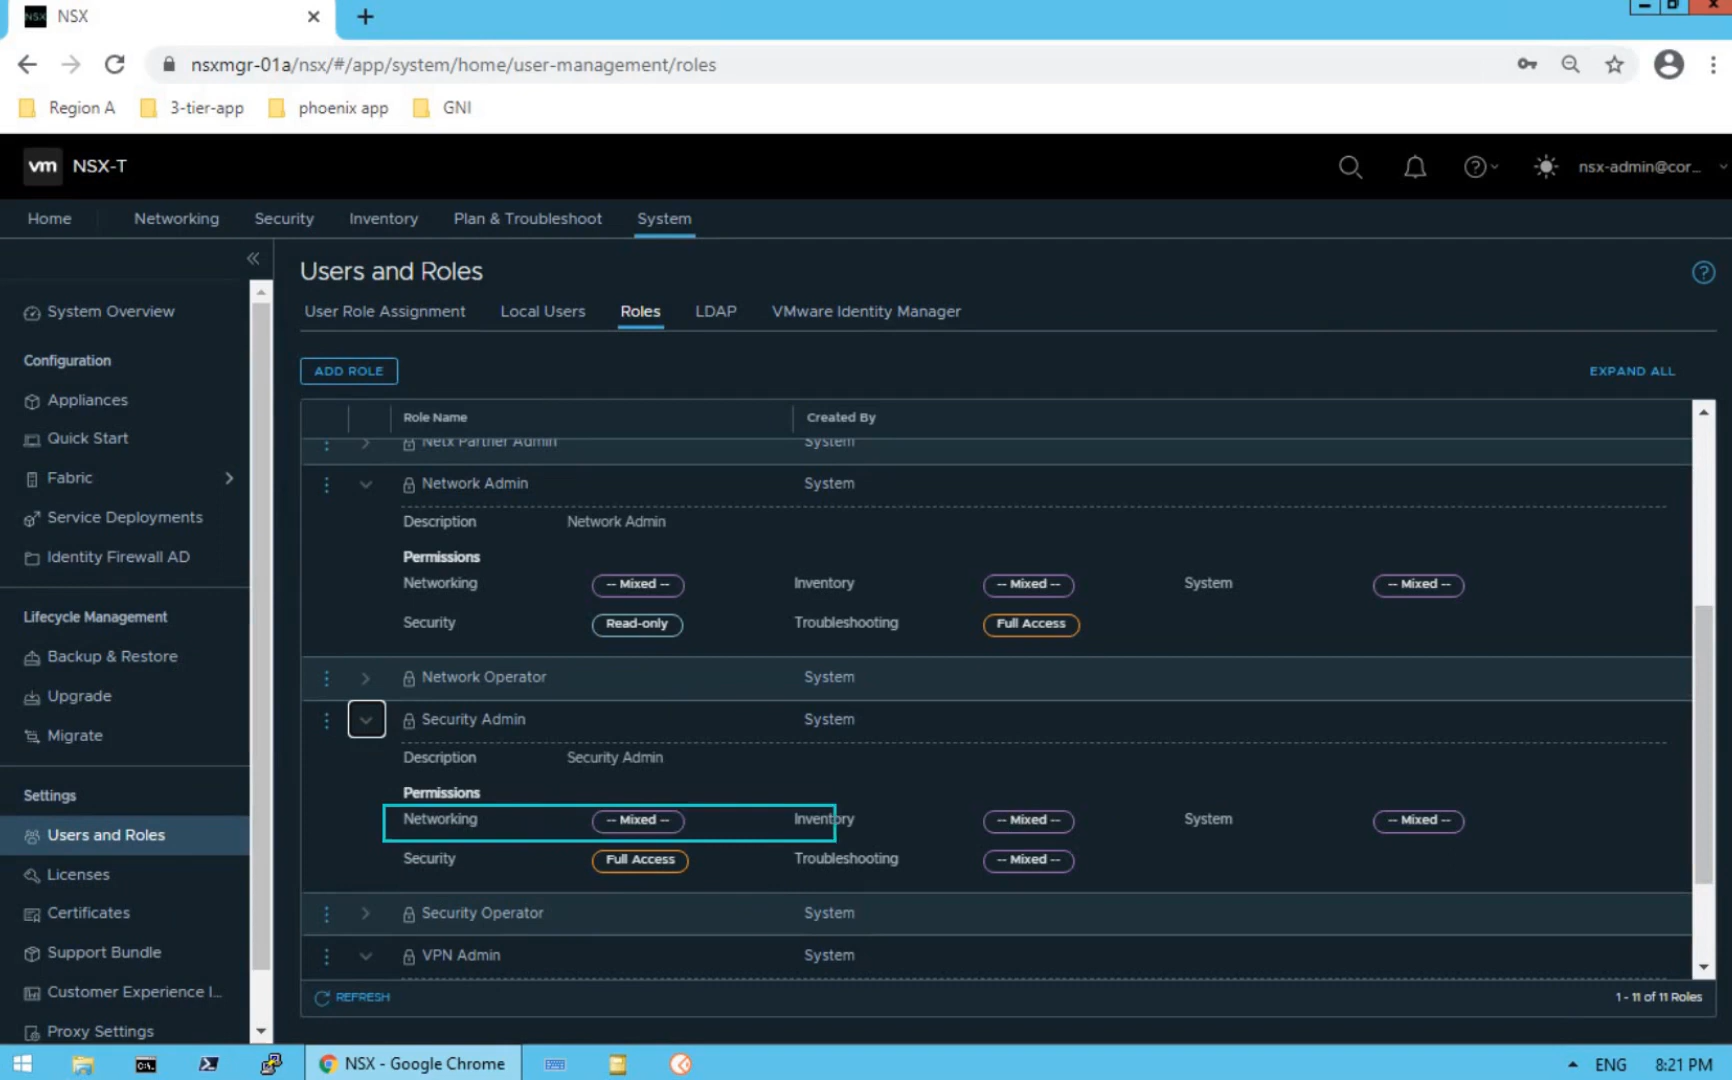 NSX
NSX
nsxmgr-01a/nsx/#/app/system/home/user-management/roles
Region A
3-tier-app
phoenix app
GNI
vm
NSX-T
nsx-admin@cor...
Home
Networking
Security
Inventory
Plan & Troubleshoot
System
System Overview
Configuration
Appliances
Quick Start
Fabric
Service Deployments
Identity Firewall AD
Lifecycle Management
Backup & Restore
Upgrade
Migrate
Settings
Users and Roles
Licenses
Certificates
Support Bundle
Customer Experience I...
Proxy Settings
Users and Roles
User Role Assignment
Local Users
Roles
LDAP
VMware Identity Manager
ADD ROLE
EXPAND ALL
Role Name
Created By
Netx Partner Admin
System
Network Admin
System
Description
Network Admin
Permissions
Networking
-- Mixed --
Inventory
-- Mixed --
System
-- Mixed --
Security
Read-only
Troubleshooting
Full Access
Network Operator
System
Security Admin
System
Description
Security Admin
Permissions
Networking
-- Mixed --
Inventory
-- Mixed --
System
-- Mixed --
Security
Full Access
Troubleshooting
-- Mixed --
Security Operator
System
VPN Admin
System
REFRESH
1 - 11 of 11 Roles
NSX - Google Chrome
ENG
8:21 PM